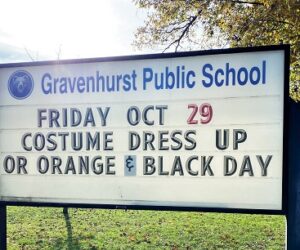 Gravenhurst Public School
FRIDAY OCT 29
COSTUME DRESS UP
OR ORANGE & BLACK DAY